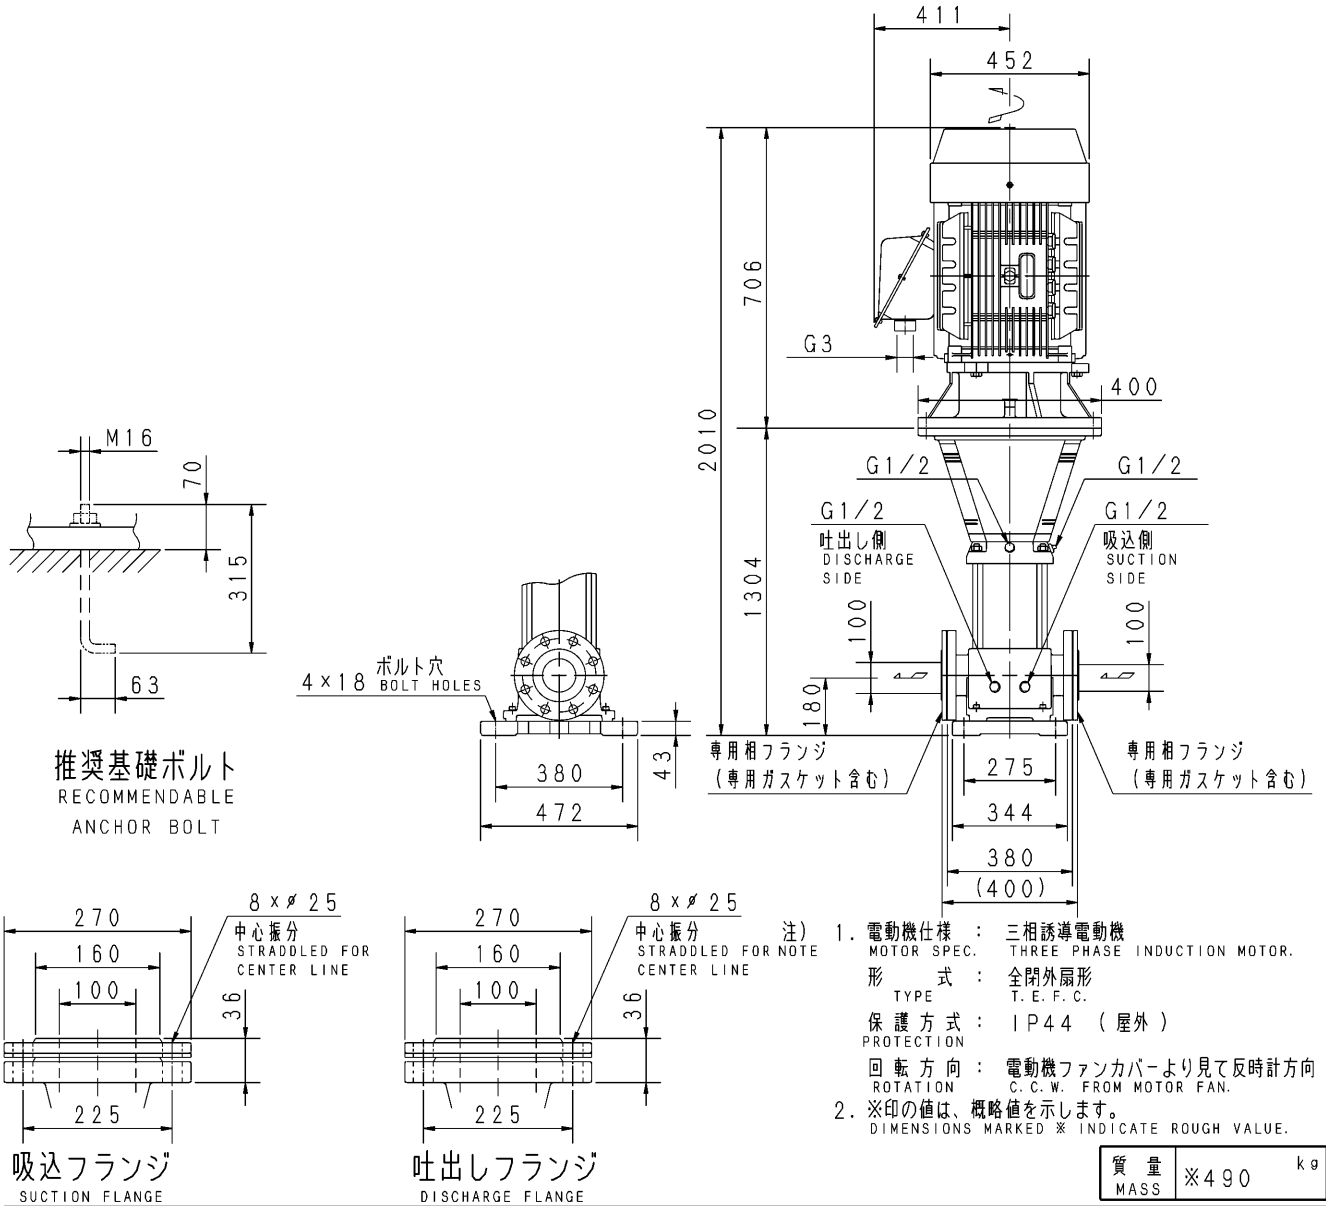 411
452
2010
706
G3
400
1304
G1/2
G1/2
G1/2
吐出し側
DISCHARGE
SIDE
G1/2
吸込側
SUCTION
SIDE
100
100
180
専用相フランジ
(専用ガスケット含む)
専用相フランジ
(専用ガスケット含む)
275
344
380
(400)
M16
70
315
63
推奨基礎ボルト
RECOMMENDABLE
ANCHOR BOLT
ボルト穴
4×18 BOLT HOLES
43
380
472
270
160
100
8×⌀25
中心振分
STRADDLED FOR
CENTER LINE
36
225
吸込フランジ
SUCTION FLANGE
270
160
100
8×⌀25
中心振分
STRADDLED FOR
CENTER LINE
36
225
吐出しフランジ
DISCHARGE FLANGE
注) 1. 電動機仕様 : 三相誘導電動機
NOTE MOTOR SPEC. THREE PHASE INDUCTION MOTOR.
形 式 : 全閉外扇形
TYPE T.E.F.C.
保護方式 : IP44 (屋外)
PROTECTION
回転方向 : 電動機ファンカバーより見て反時計方向
ROTATION C.C.W. FROM MOTOR FAN.
2. ※印の値は、概略値を示します。
DIMENSIONS MARKED ※ INDICATE ROUGH VALUE.
質量 ※490 kg
MASS